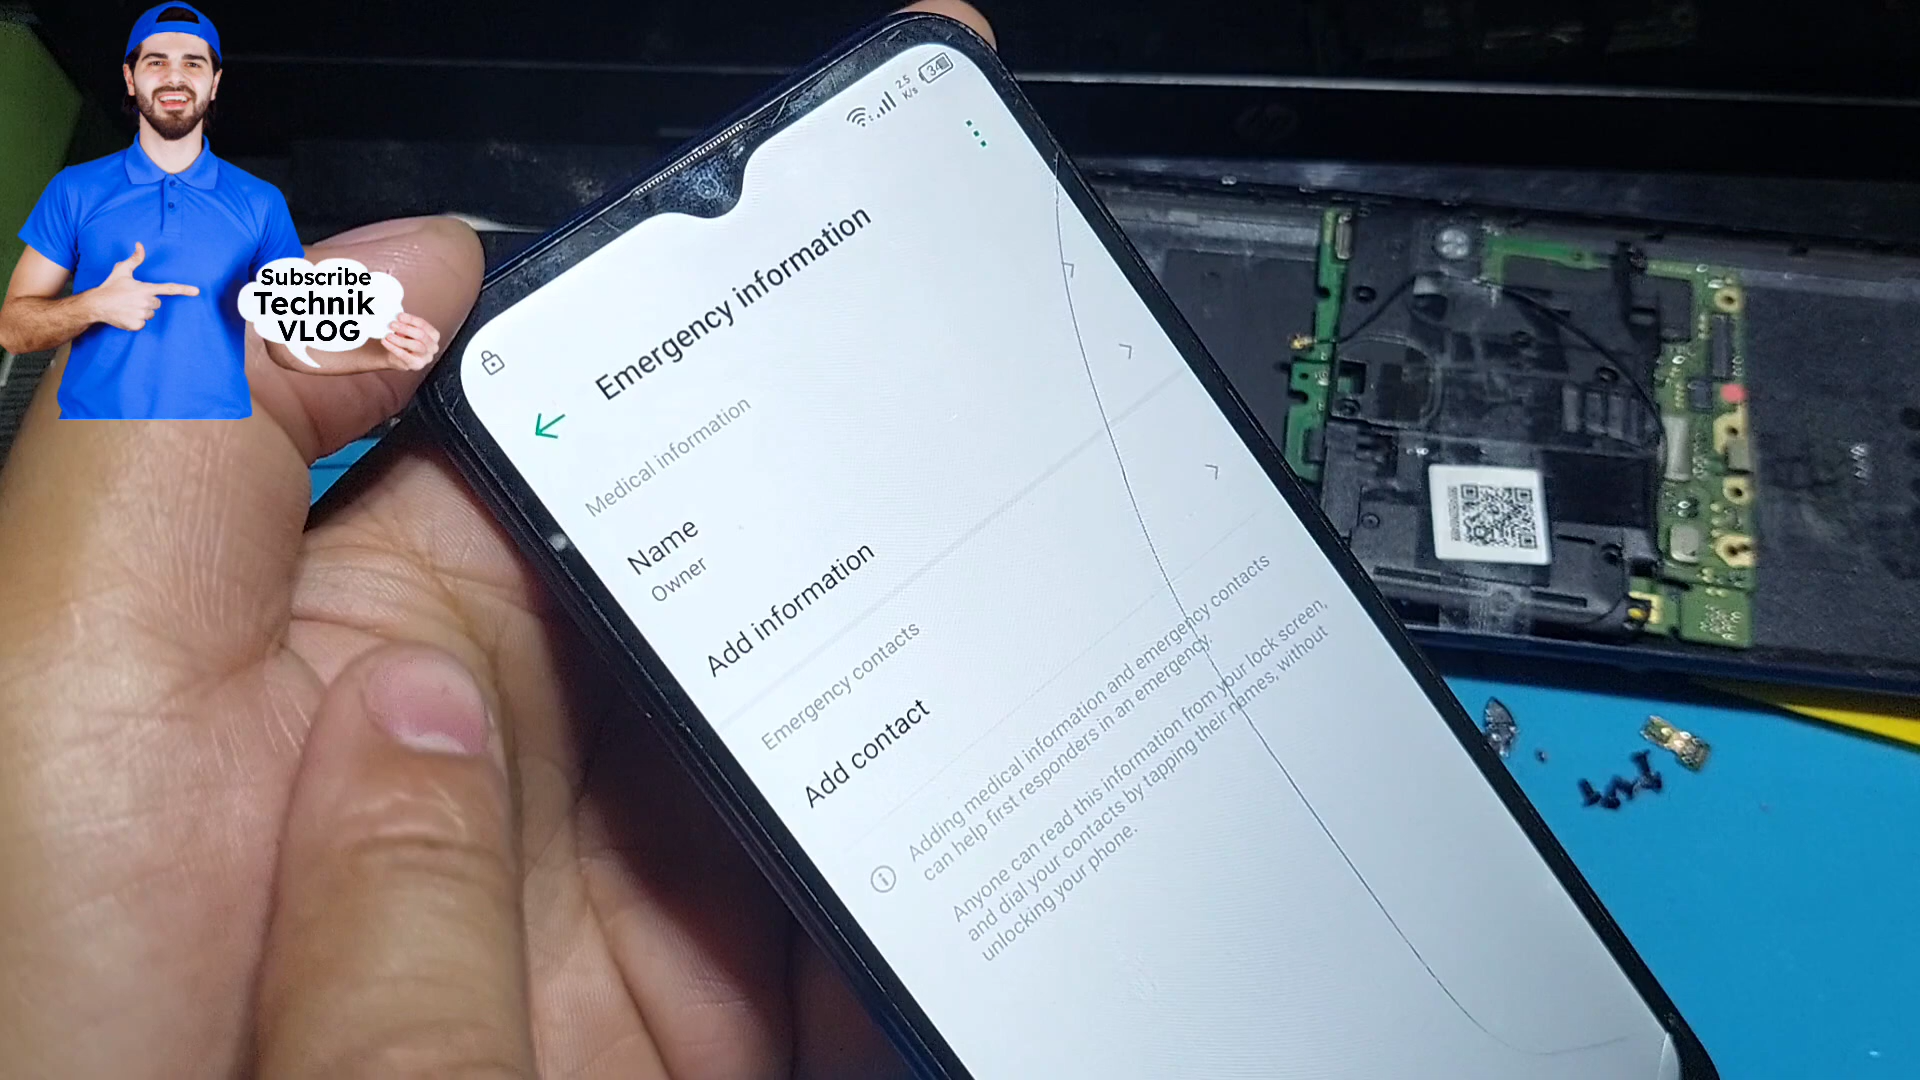 Subscribe
Technik
VLOG
2.5
K/s
34
Emergency information
Medical information
Name
Owner
Add information
Emergency contacts
Add contact
Adding medical information and emergency contacts
can help first responders in an emergency.
Anyone can read this information from your lock screen,
and dial your contacts by tapping their names, without
unlocking your phone.